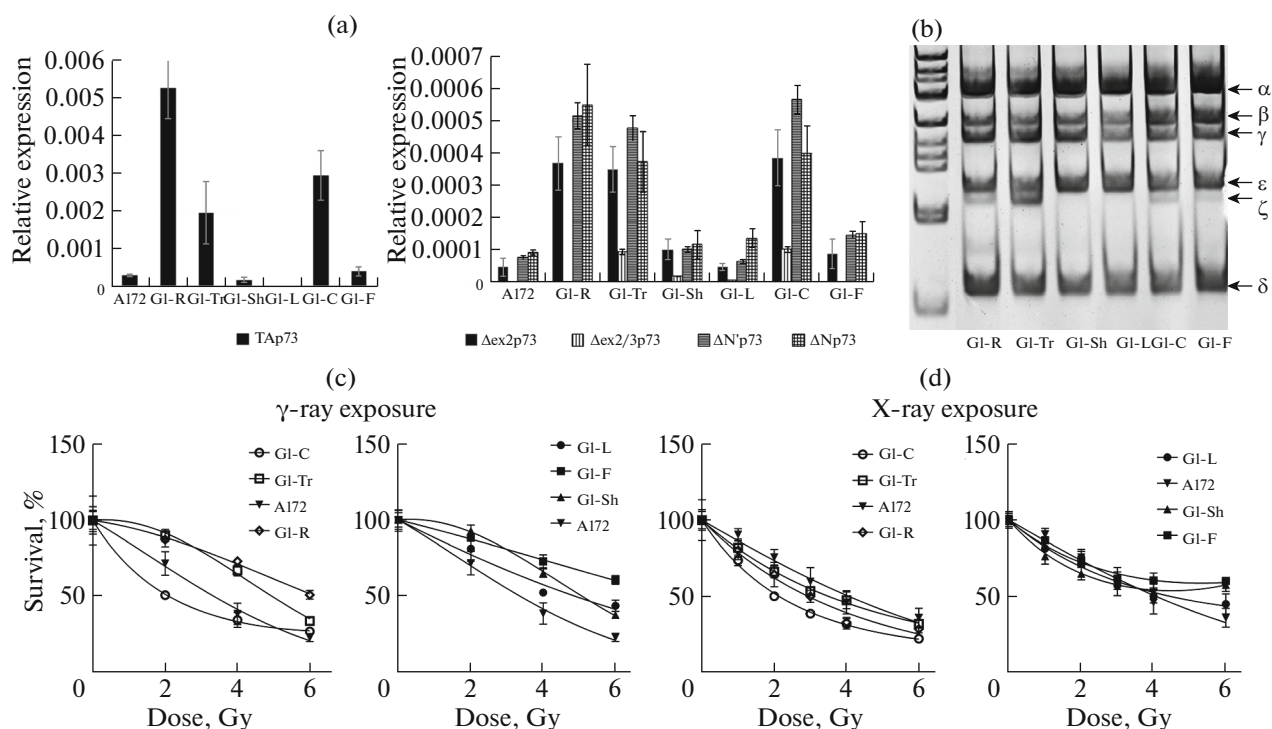 (a)
Relative expression
0.006
0.005
0.004
0.003
0.002
0.001
0
A172 Gl-R Gl-Tr Gl-Sh Gl-L Gl-C Gl-F
TAp73
Relative expression
0.0007
0.0006
0.0005
0.0004
0.0003
0.0002
0.0001
0
A172 Gl-R Gl-Tr Gl-Sh Gl-L Gl-C Gl-F
Δex2p73 Δex2/3p73 ΔN'p73 ΔNp73
(b)
α
β
γ
ε
ζ
δ
Gl-R Gl-Tr Gl-Sh Gl-L Gl-C Gl-F
(c)
γ-ray exposure
Survival, %
150
100
50
0 2 4 6
Dose, Gy
Gl-C
Gl-Tr
A172
Gl-R
150
100
50
0 2 4 6
Dose, Gy
Gl-L
Gl-F
Gl-Sh
A172
(d)
X-ray exposure
150
100
50
0 2 4 6
Dose, Gy
Gl-C
Gl-Tr
A172
Gl-R
150
100
50
0 2 4 6
Dose, Gy
Gl-L
A172
Gl-Sh
Gl-F